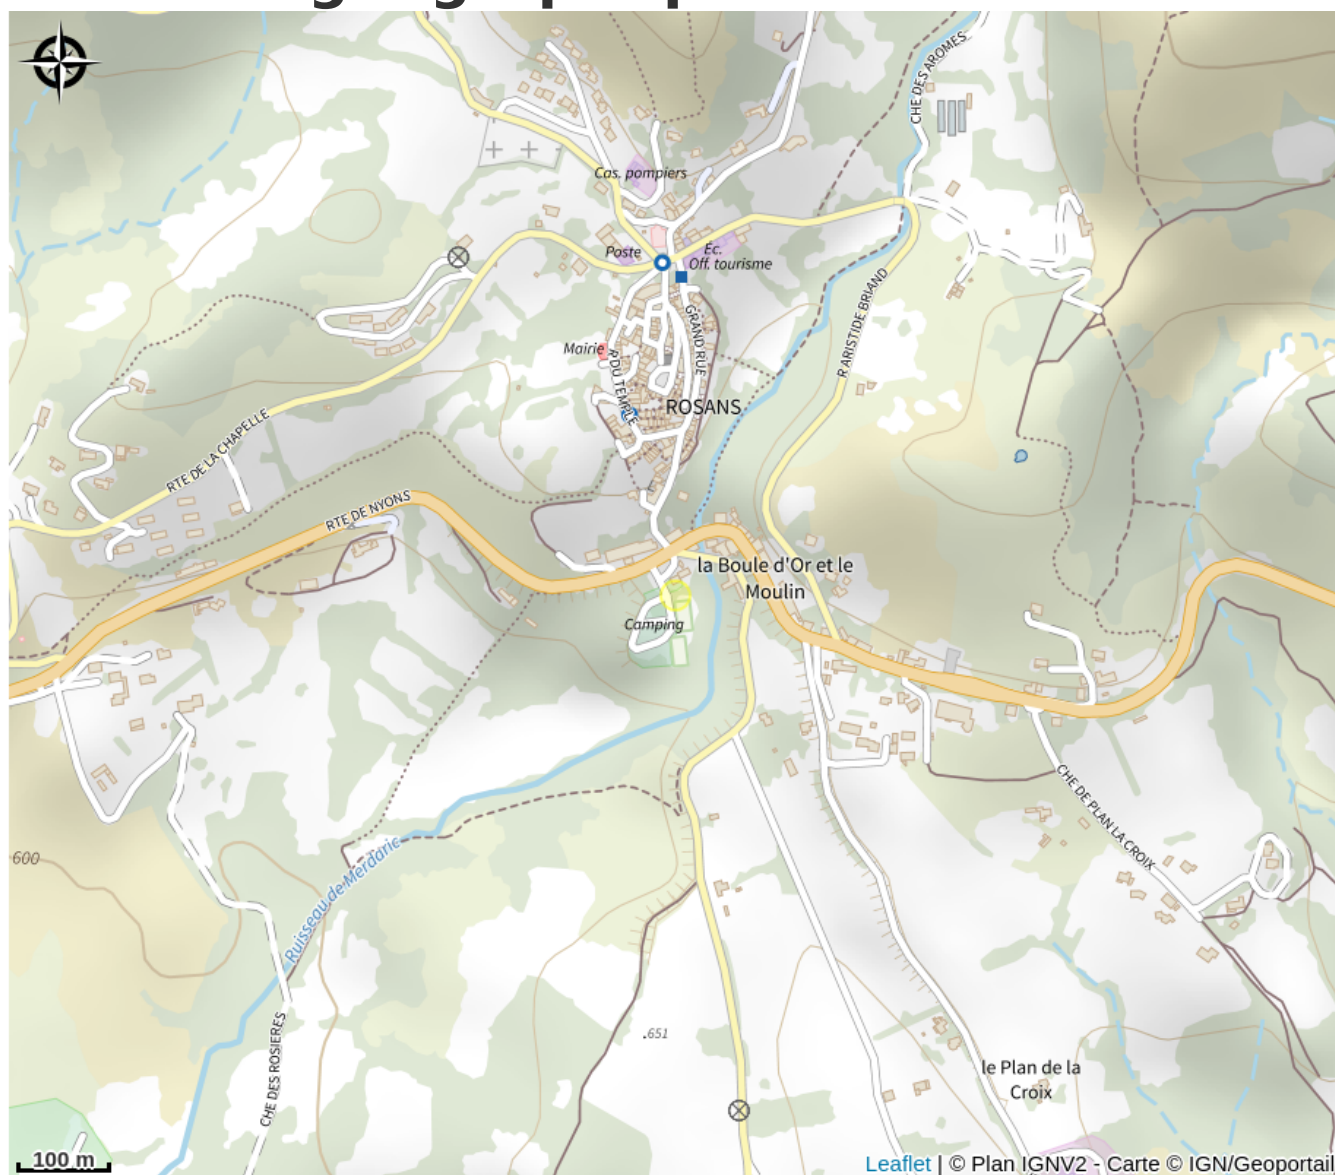 CHE DES AROMES
Cas. pompiers
Poste
Éc.
Off. tourisme
GRAND RUE
R ARISTIDE BRIAND
Mairie
R DU TEMPLE
ROSANS
RTE DE LA CHAPELLE
RTE DE NYONS
la Boule d'Or et le
Moulin
Camping
CHE DE PLAN LA CROIX
600
Ruisseau de Merdaric
CHE DES ROSIERES
.651
le Plan de la
Croix
100 m
Leaflet | © Plan IGNV2 - Carte © IGN/Geoportail